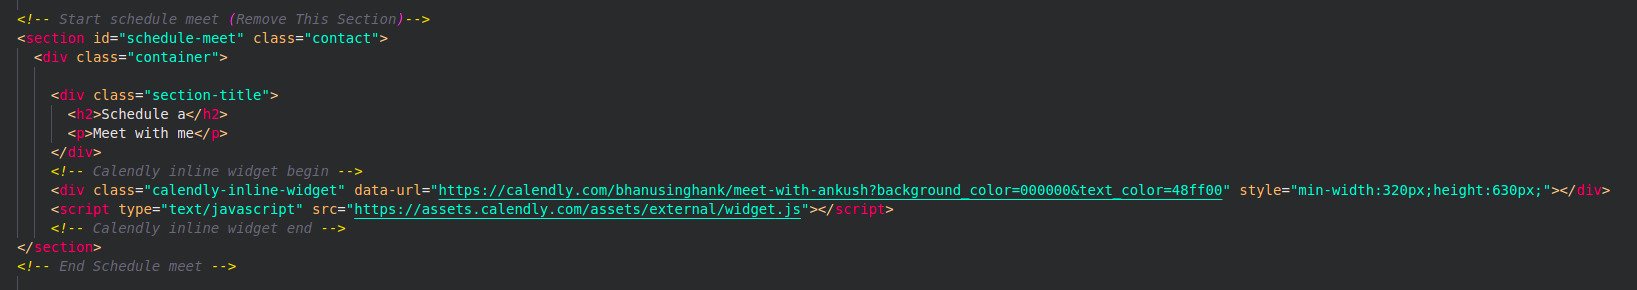 <!-- Start schedule meet (Remove This Section)-->
<section id="schedule-meet" class="contact">
<div class="container">
<div class="section-title">
<h2>Schedule a</h2>
<p>Meet with me</p>
</div>
<!-- Calendly inline widget begin -->
<div class="calendly-inline-widget" data-url="https://calendly.com/bhanusinghank/meet-with-ankush?background_color=000000&text_color=48ff00" style="min-width:320px;height:630px;"></div>
<script type="text/javascript" src="https://assets.calendly.com/assets/external/widget.js"></script>
<!-- Calendly inline widget end -->
</section>
<!-- End Schedule meet -->